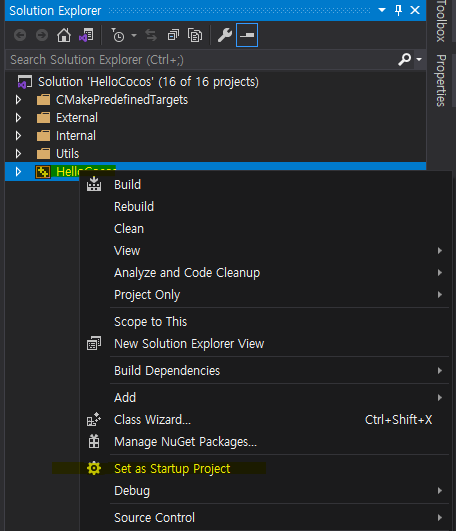 Solution Explorer
Search Solution Explorer (Ctrl+;)
Solution 'HelloCocos' (16 of 16 projects)
CMakePredefinedTargets
External
Internal
Utils
HelloCocos
Build
Rebuild
Clean
View
Analyze and Code Cleanup
Project Only
Scope to This
New Solution Explorer View
Build Dependencies
Add
Class Wizard... Ctrl+Shift+X
Manage NuGet Packages...
Set as Startup Project
Debug
Source Control
Toolbox
Properties